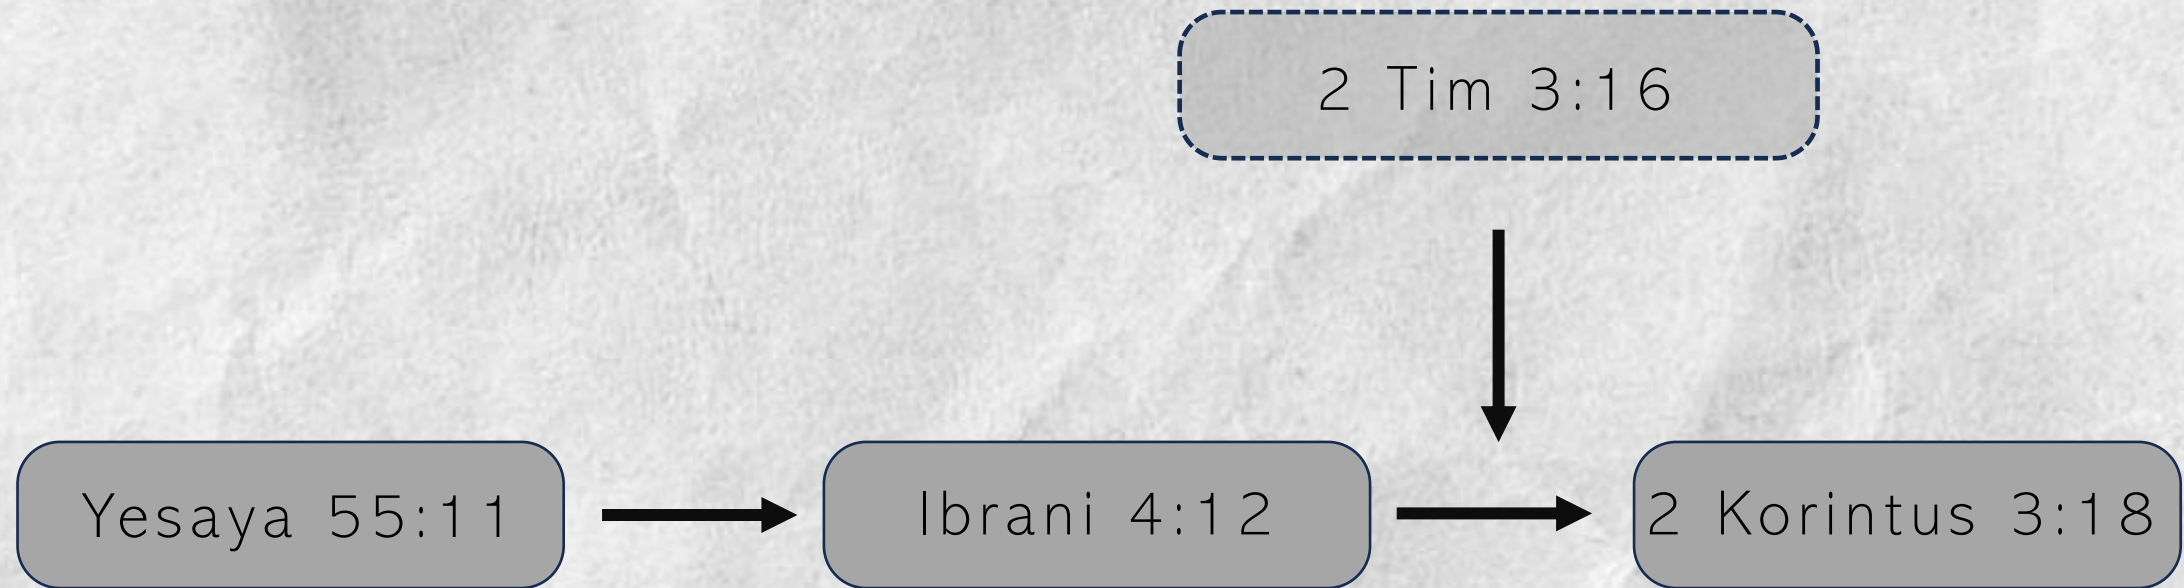 2 Tim 3:16
Yesaya 55:11
Ibrani 4:12
2 Korintus 3:18